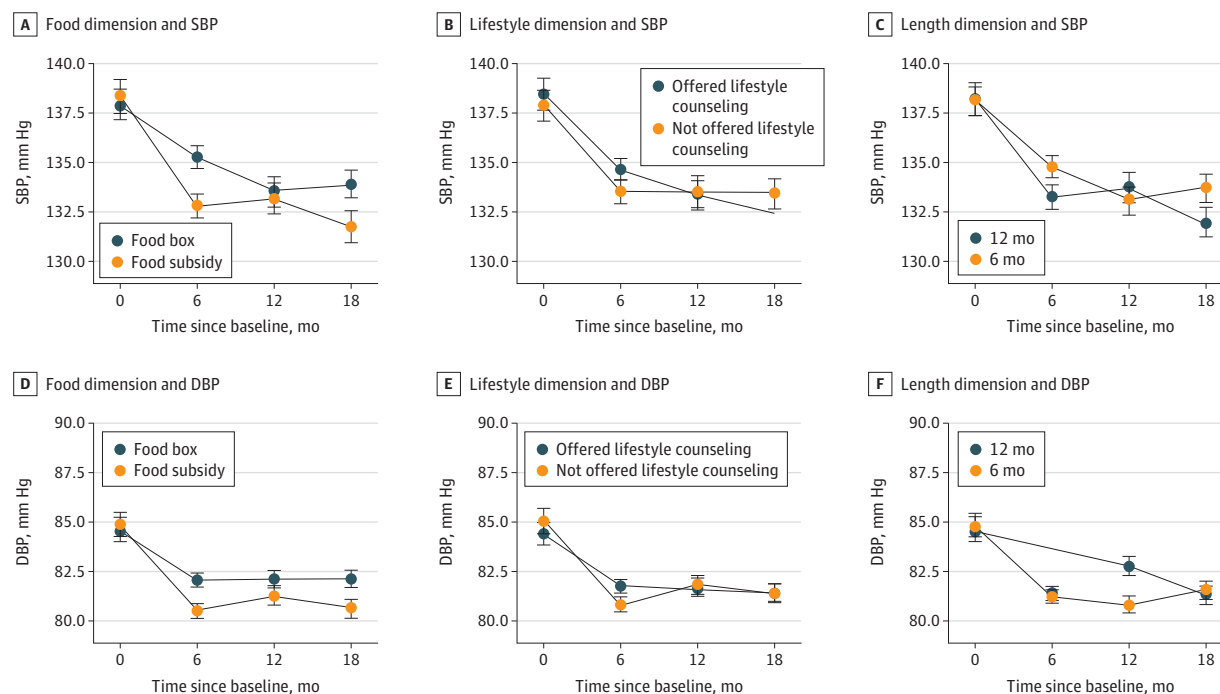 A Food dimension and SBP
140.0
137.5
135.0
132.5
130.0
SBP, mm Hg
Food box
Food subsidy
0 6 12 18
Time since baseline, mo
B Lifestyle dimension and SBP
140.0
137.5
135.0
132.5
130.0
SBP, mm Hg
Offered lifestyle
counseling
Not offered lifestyle
counseling
0 6 12 18
Time since baseline, mo
C Length dimension and SBP
140.0
137.5
135.0
132.5
130.0
SBP, mm Hg
12 mo
6 mo
0 6 12 18
Time since baseline, mo
D Food dimension and DBP
90.0
87.5
85.0
82.5
80.0
DBP, mm Hg
Food box
Food subsidy
0 6 12 18
Time since baseline, mo
E Lifestyle dimension and DBP
90.0
87.5
85.0
82.5
80.0
DBP, mm Hg
Offered lifestyle counseling
Not offered lifestyle counseling
0 6 12 18
Time since baseline, mo
F Length dimension and DBP
90.0
87.5
85.0
82.5
80.0
DBP, mm Hg
12 mo
6 mo
0 6 12 18
Time since baseline, mo